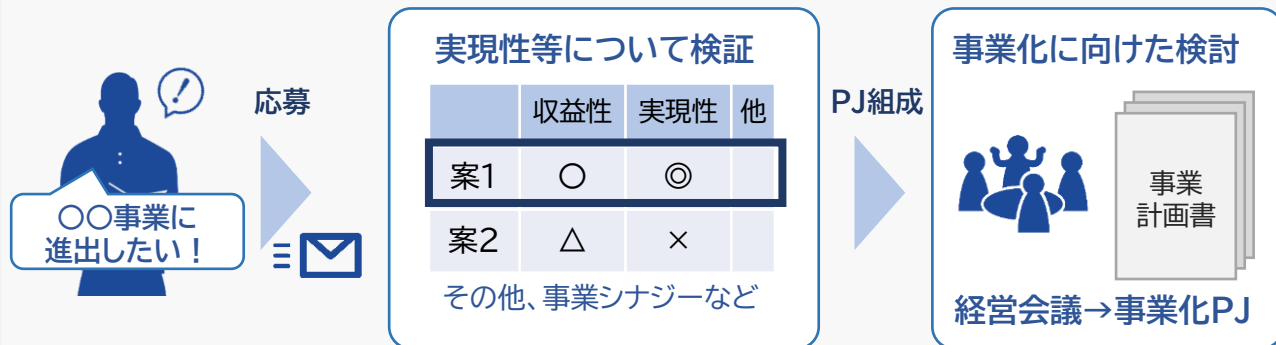 〇〇事業に
進出したい！
応募
実現性等について検証
収益性 実現性 他
案1 〇 ◎
案2 △ ×
その他、事業シナジーなど
PJ組成
事業化に向けた検討
事業
計画書
経営会議→事業化PJ